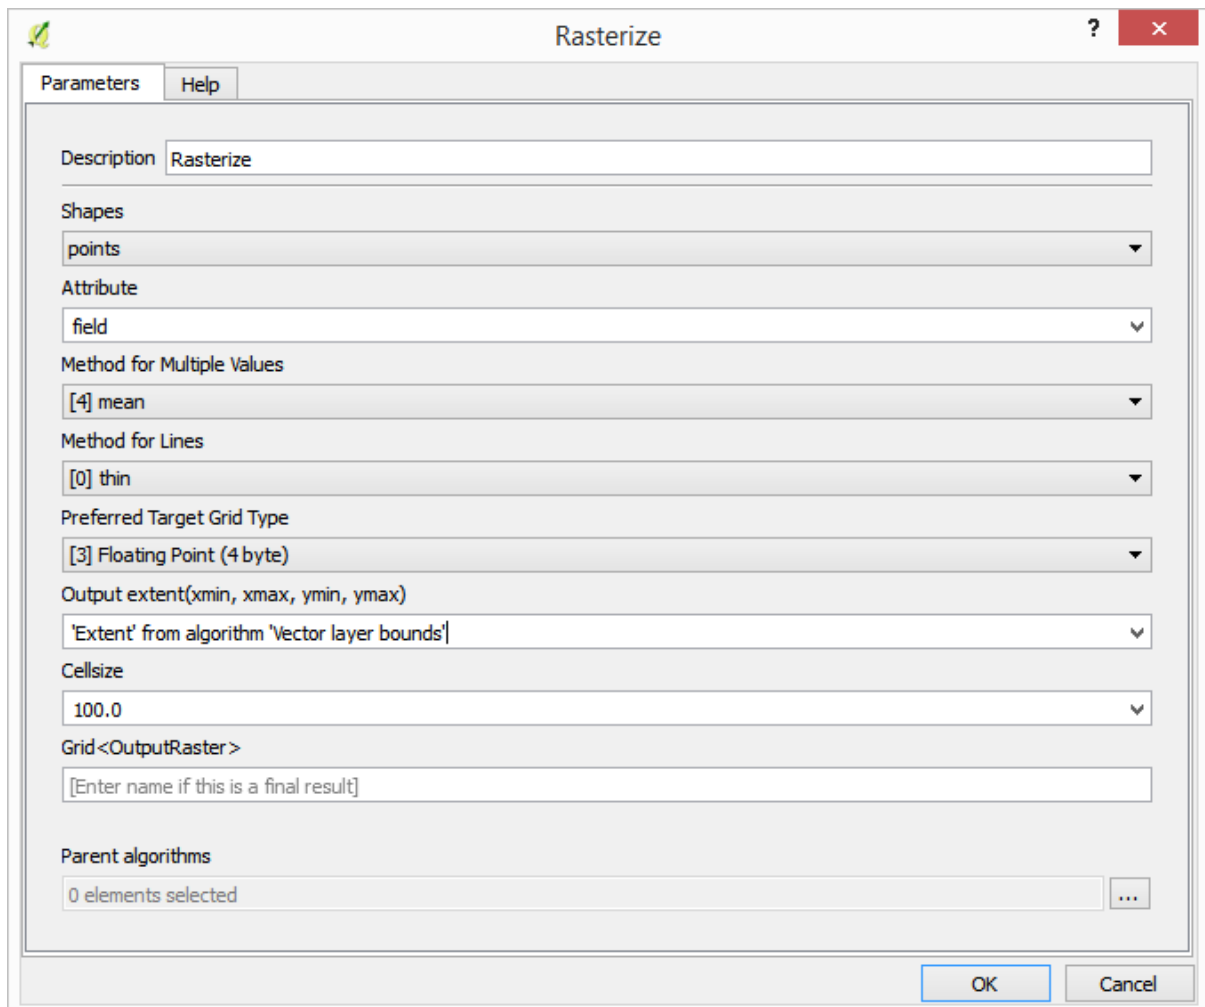 Rasterize
?
Parameters
Help
Description
Rasterize
Shapes
points
Attribute
field
Method for Multiple Values
[4] mean
Method for Lines
[0] thin
Preferred Target Grid Type
[3] Floating Point (4 byte)
Output extent(xmin, xmax, ymin, ymax)
'Extent' from algorithm 'Vector layer bounds'
Cellsize
100.0
Grid<OutputRaster>
[Enter name if this is a final result]
Parent algorithms
0 elements selected
...
OK
Cancel